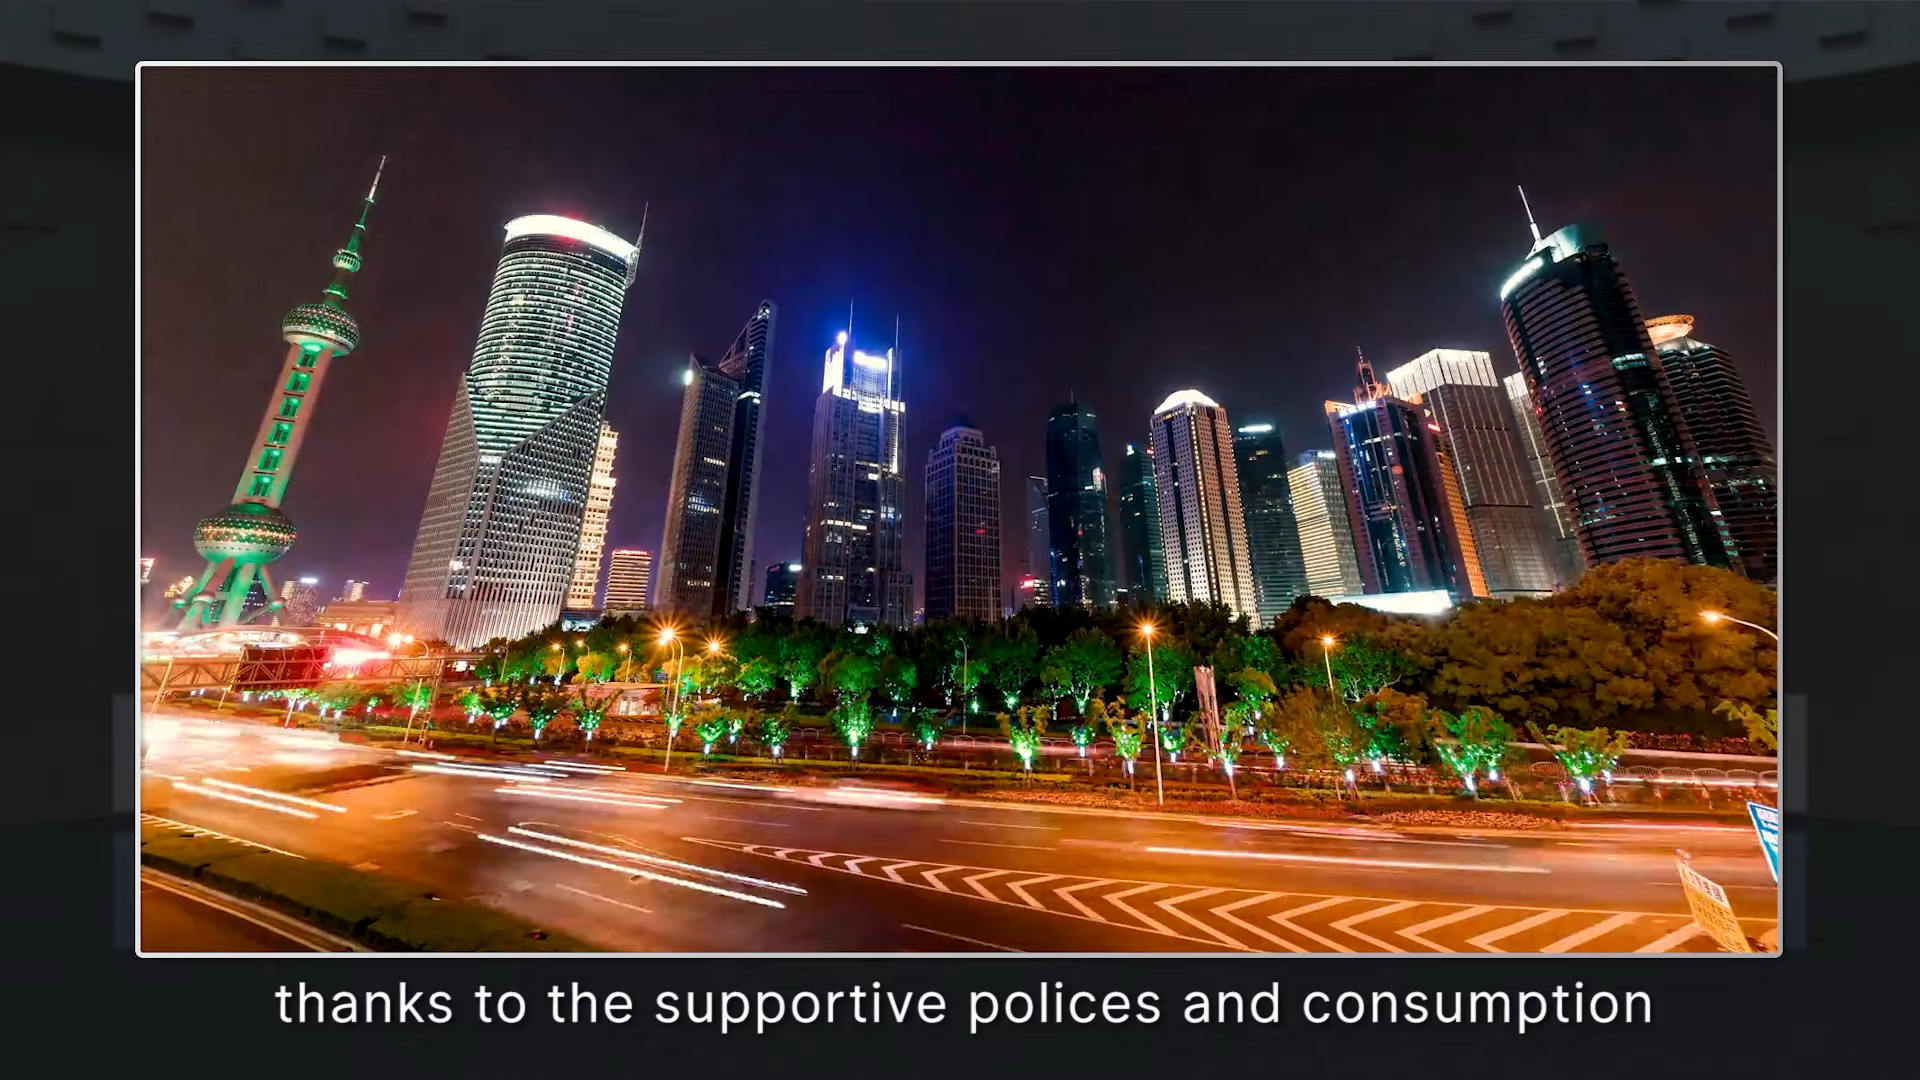 thanks to the supportive polices and consumption